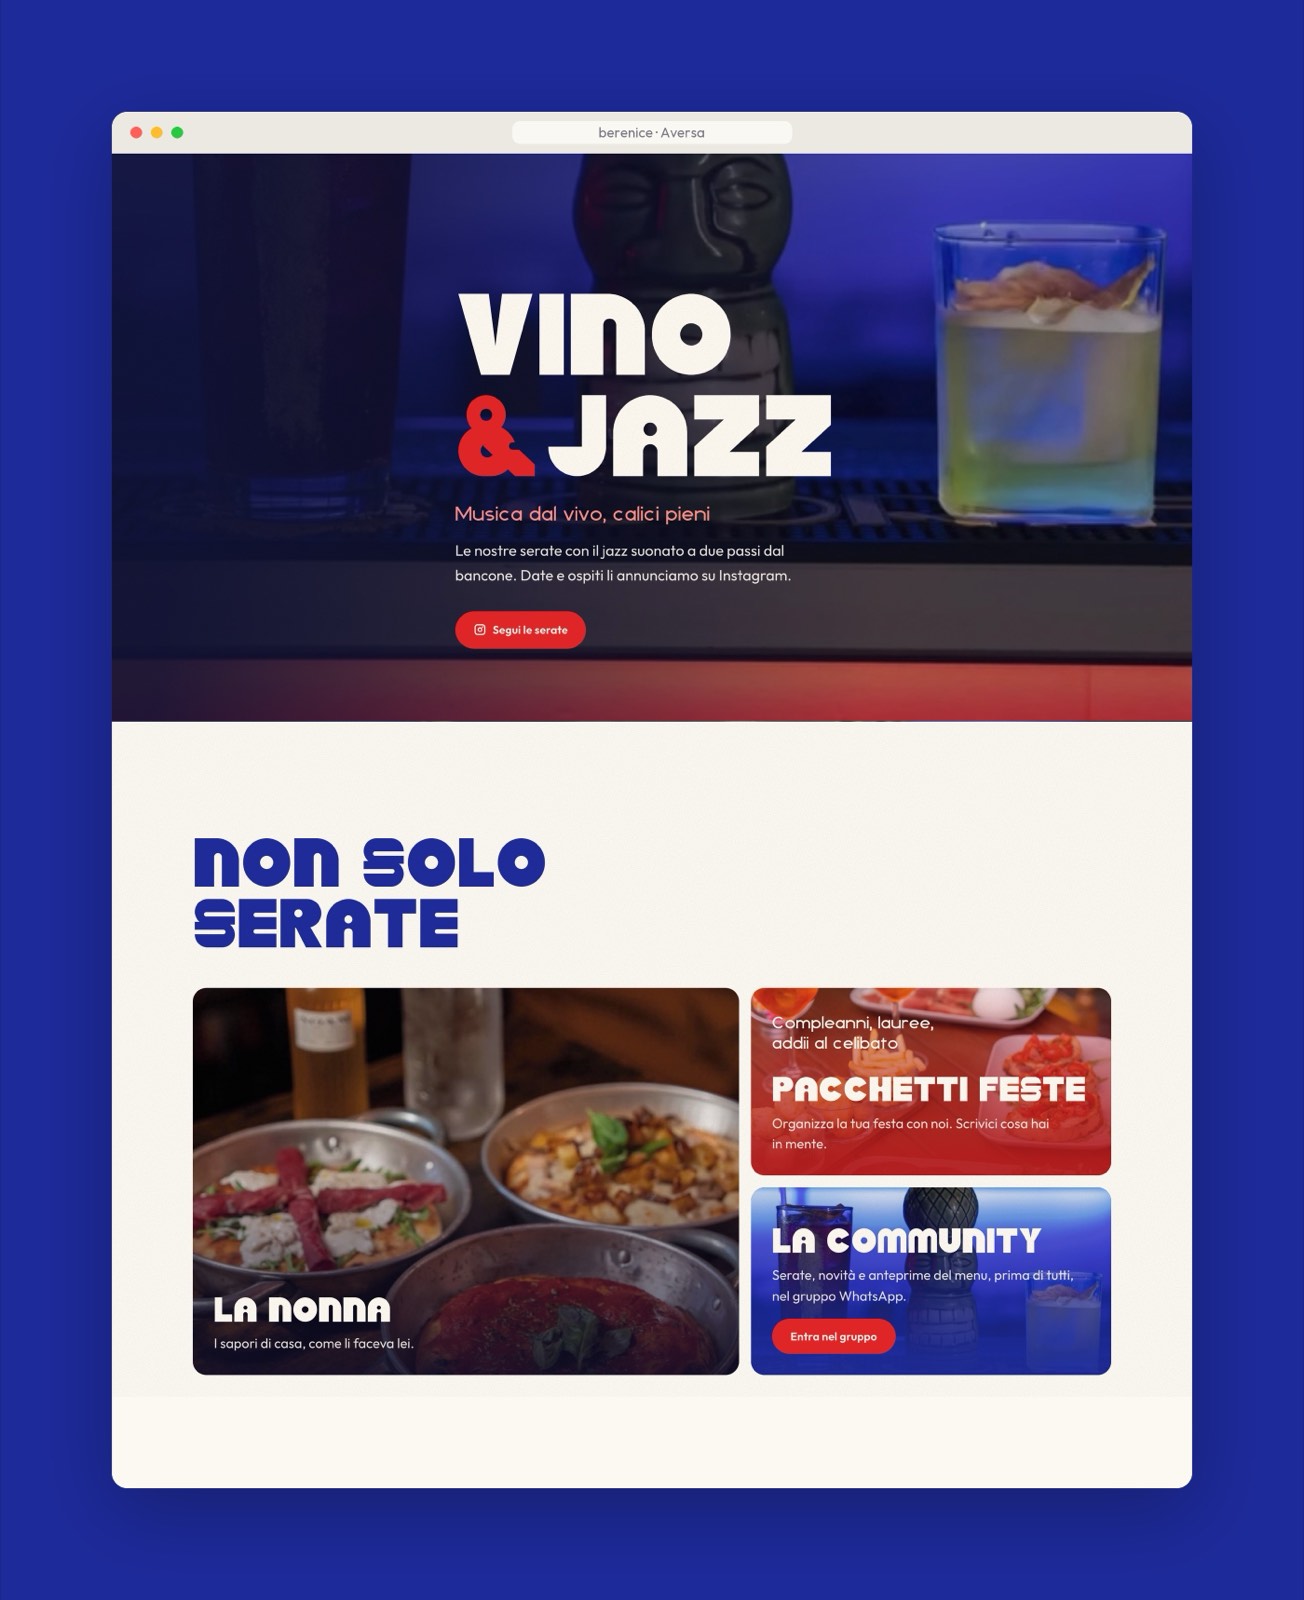 berenice · Aversa
VINO
& JAZZ
Musica dal vivo, calici pieni
Le nostre serate con il jazz suonato a due passi dal
bancone. Date e ospiti li annunciamo su Instagram.
Segui le serate
NON SOLO
SERATE
LA NONNA
I sapori di casa, come li faceva lei.
Compleanni, lauree,
addii al celibato
PACCHETTI FESTE
Organizza la tua festa con noi. Scrivici cosa hai
in mente.
LA COMMUNITY
Serate, novità e anteprime del menu, prima di tutti,
nel gruppo WhatsApp.
Entra nel gruppo